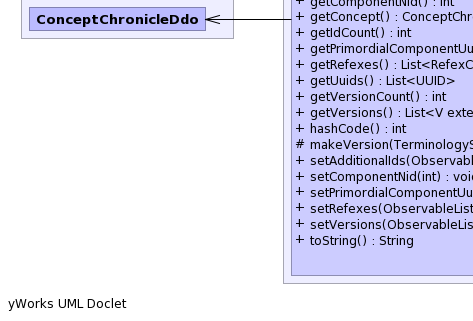 + getComponentNid() : int
ConceptChronicleDdo
+ getConcept() : ConceptChr
+ getIdCount() : int
+ getPrimordialComponentUu
+ getRefexes() : List<RefexC
+ getUuids() : List<UUID>
+ getVersionCount() : int
+ getVersions() : List<V exte
+ hashCode() : int
# makeVersion(TerminologyS
+ setAdditionalIds(Observabl
+ setComponentNid(int) : voi
+ setPrimordialComponentUu
+ setRefexes(ObservableList
+ setVersions(ObservableLis
+ toString() : String
yWorks UML Doclet